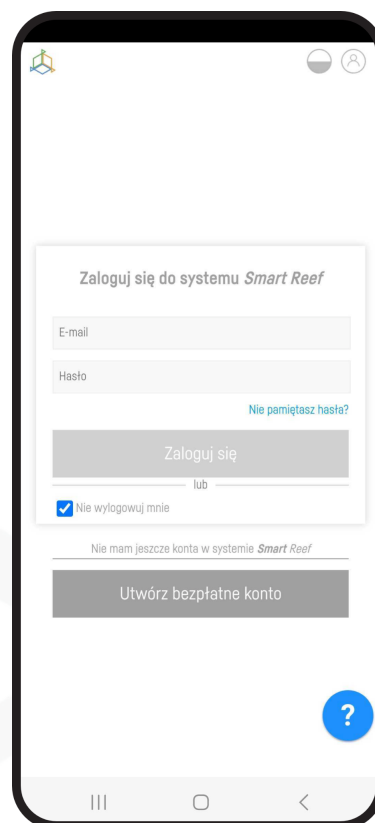 Zaloguj się do systemu Smart Reef
E-mail
Hasło
Nie pamiętasz hasła?
Zaloguj się
lub
Nie wylogowuj mnie
Nie mam jeszcze konta w systemie Smart Reef
Utwórz bezpłatne konto
?